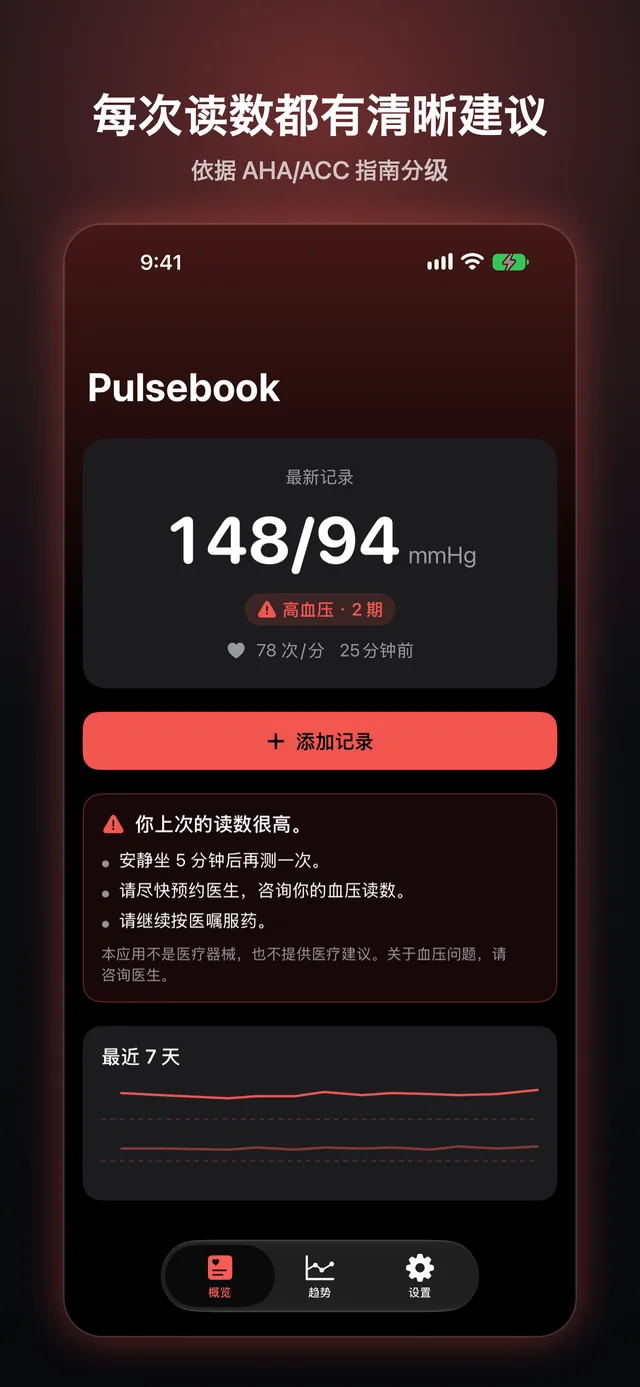 每次读数都有清晰建议
依据 AHA/ACC 指南分级
9:41
Pulsebook
最新记录
148/94 mmHg
高血压 · 2 期
78 次/分 25分钟前
+ 添加记录
你上次的读数很高。
• 安静坐 5 分钟后再测一次。
• 请尽快预约医生，咨询你的血压读数。
• 请继续按医嘱服药。
本应用不是医疗器械，也不提供医疗建议。关于血压问题，请
咨询医生。
最近 7 天
概览 趋势 设置